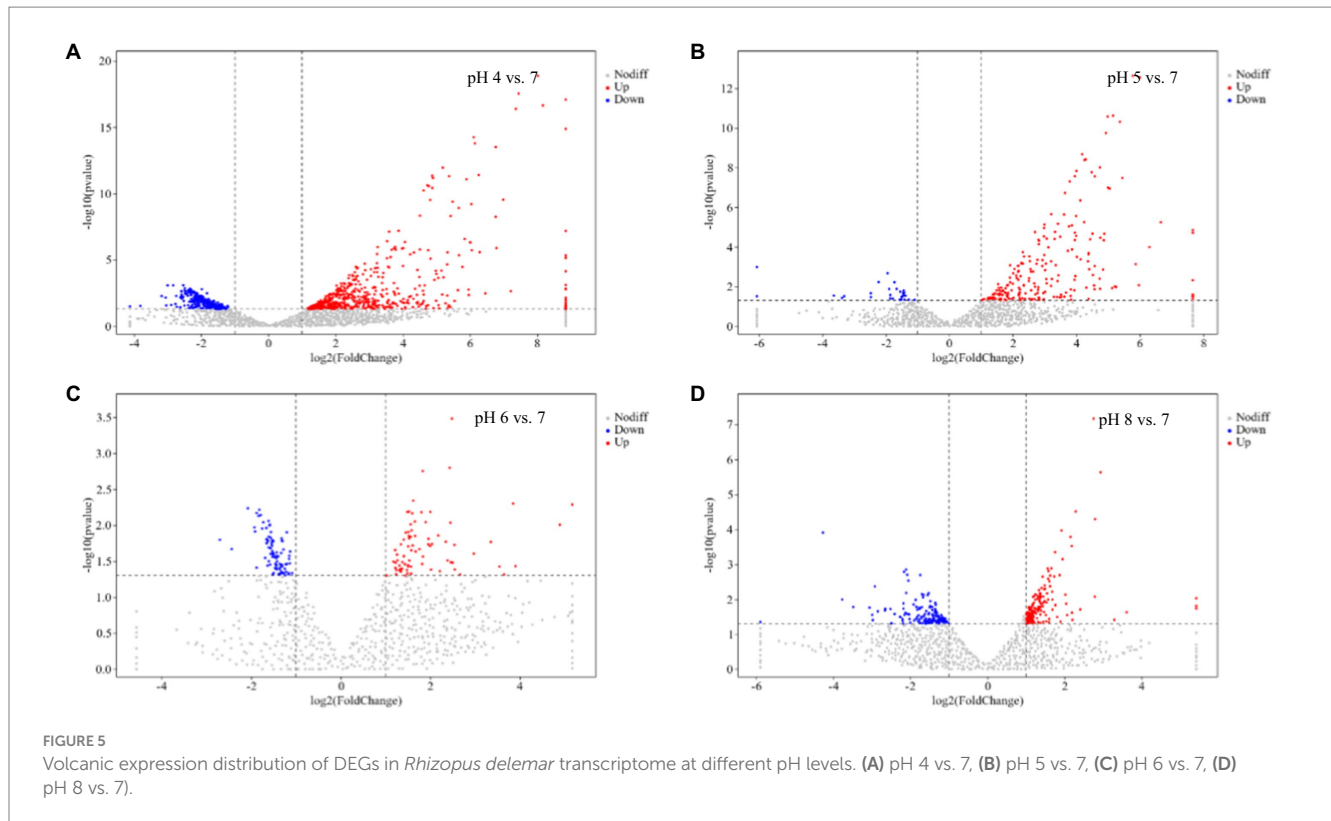 A
pH 4 vs. 7
Nodiff
Up
Down
20
15
10
5
0
-log10(pvalue)
-4
-2
0
2
4
6
8
log2(FoldChange)
B
pH 5 vs. 7
Nodiff
Up
Down
12
10
8
6
4
2
0
-log10(pvalue)
-6
-4
-2
0
2
4
6
8
log2(FoldChange)
C
pH 6 vs. 7
Nodiff
Down
Up
3.5
3.0
2.5
2.0
1.5
1.0
0.5
0.0
-log10(pvalue)
-4
-2
0
2
4
log2(FoldChange)
D
pH 8 vs. 7
Nodiff
Down
Up
7
6
5
4
3
2
1
0
-log10(pvalue)
-6
-4
-2
0
2
4
log2(FoldChange)
FIGURE 5
Volcanic expression distribution of DEGs in Rhizopus delemar transcriptome at different pH levels. (A) pH 4 vs. 7, (B) pH 5 vs. 7, (C) pH 6 vs. 7, (D)
pH 8 vs. 7).